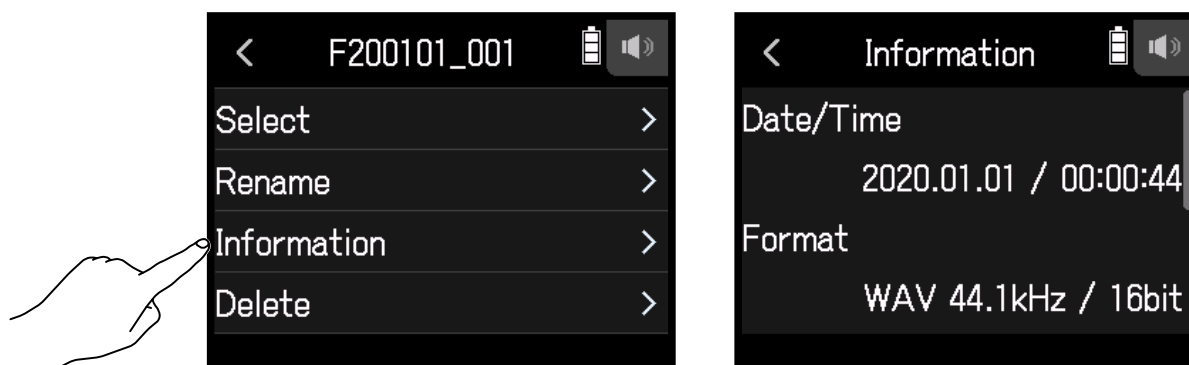 F200101_001
Select
Rename
Information
Delete
Information
Date/Time
2020.01.01 / 00:00:44
Format
WAV 44.1kHz / 16bit